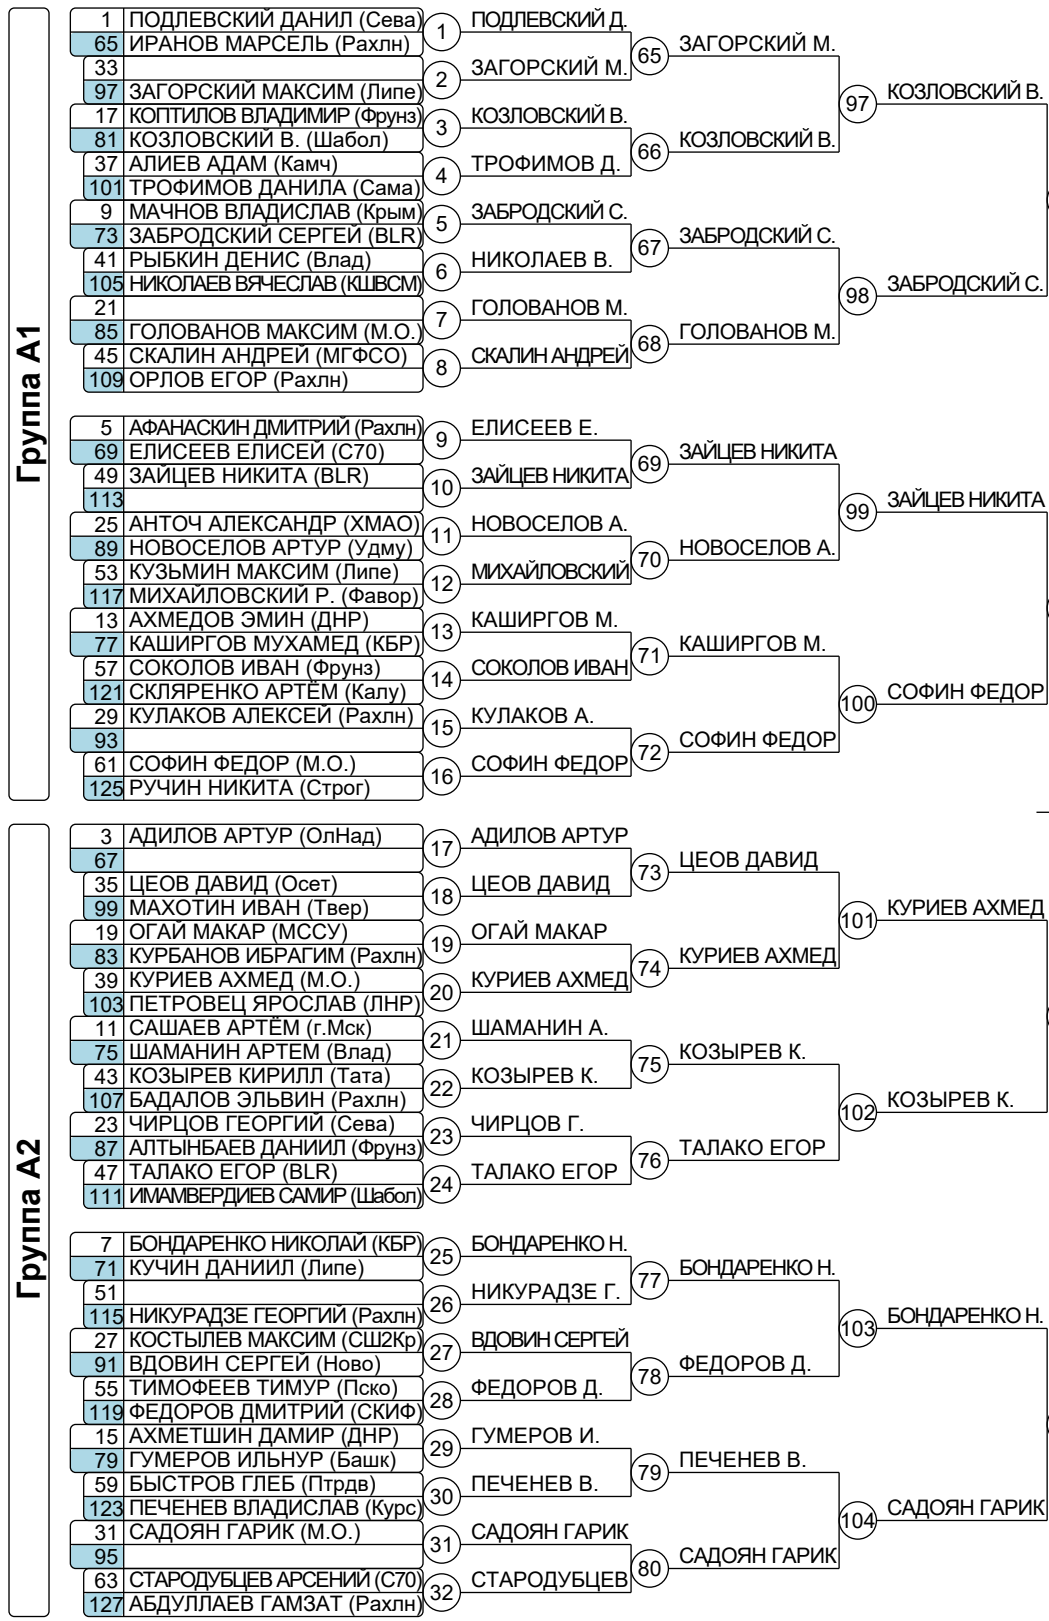 Группа А1
1 ПОДЛЕВСКИЙ ДАНИЛ (Сева)
65 ИРАНОВ МАРСЕЛЬ (Рахлн)
33
97 ЗАГОРСКИЙ МАКСИМ (Липе)
17 КОПТИЛОВ ВЛАДИМИР (Фрунз)
81 КОЗЛОВСКИЙ В. (Шабол)
37 АЛИЕВ АДАМ (Камч)
101 ТРОФИМОВ ДАНИЛА (Сама)
9 МАЧНОВ ВЛАДИСЛАВ (Крым)
73 ЗАБРОДСКИЙ СЕРГЕЙ (BLR)
41 РЫБКИН ДЕНИС (Влад)
105 НИКОЛАЕВ ВЯЧЕСЛАВ (КШВСМ)
21
85 ГОЛОВАНОВ МАКСИМ (М.О.)
45 СКАЛИН АНДРЕЙ (МГФСО)
109 ОРЛОВ ЕГОР (Рахлн)
5 АФАНАСКИН ДМИТРИЙ (Рахлн)
69 ЕЛИСЕЕВ ЕЛИСЕЙ (С70)
49 ЗАЙЦЕВ НИКИТА (BLR)
113
25 АНТОЧ АЛЕКСАНДР (ХМАО)
89 НОВОСЕЛОВ АРТУР (Удму)
53 КУЗЬМИН МАКСИМ (Липе)
117 МИХАЙЛОВСКИЙ Р. (Фавор)
13 АХМЕДОВ ЭМИН (ДНР)
77 КАШИРГОВ МУХАМЕД (КБР)
57 СОКОЛОВ ИВАН (Фрунз)
121 СКЛЯРЕНКО АРТЁМ (Калу)
29 КУЛАКОВ АЛЕКСЕЙ (Рахлн)
93
61 СОФИН ФЕДОР (М.О.)
125 РУЧИН НИКИТА (Строг)
1 ПОДЛЕВСКИЙ Д.
2 ЗАГОРСКИЙ М.
3 КОЗЛОВСКИЙ В.
4 ТРОФИМОВ Д.
5 ЗАБРОДСКИЙ С.
6 НИКОЛАЕВ В.
7 ГОЛОВАНОВ М.
8 СКАЛИН АНДРЕЙ
9 ЕЛИСЕЕВ Е.
10 ЗАЙЦЕВ НИКИТА
11 НОВОСЕЛОВ А.
12 МИХАЙЛОВСКИЙ
13 КАШИРГОВ М.
14 СОКОЛОВ ИВАН
15 КУЛАКОВ А.
16 СОФИН ФЕДОР
65 ЗАГОРСКИЙ М.
66 КОЗЛОВСКИЙ В.
67 ЗАБРОДСКИЙ С.
68 ГОЛОВАНОВ М.
69 ЗАЙЦЕВ НИКИТА
70 НОВОСЕЛОВ А.
71 КАШИРГОВ М.
72 СОФИН ФЕДОР
97 КОЗЛОВСКИЙ В.
98 ЗАБРОДСКИЙ С.
99 ЗАЙЦЕВ НИКИТА
100 СОФИН ФЕДОР
Группа А2
3 АДИЛОВ АРТУР (ОлНад)
67
35 ЦЕОВ ДАВИД (Осет)
99 МАХОТИН ИВАН (Твер)
19 ОГАЙ МАКАР (МССУ)
83 КУРБАНОВ ИБРАГИМ (Рахлн)
39 КУРИЕВ АХМЕД (М.О.)
103 ПЕТРОВЕЦ ЯРОСЛАВ (ЛНР)
11 САШАЕВ АРТЁМ (г.Мск)
75 ШАМАНИН АРТЕМ (Влад)
43 КОЗЫРЕВ КИРИЛЛ (Тата)
107 БАДАЛОВ ЭЛЬВИН (Рахлн)
23 ЧИРЦОВ ГЕОРГИЙ (Сева)
87 АЛТЫНБАЕВ ДАНИИЛ (Фрунз)
47 ТАЛАКО ЕГОР (BLR)
111 ИМАМВЕРДИЕВ САМИР (Шабол)
7 БОНДАРЕНКО НИКОЛАЙ (КБР)
71 КУЧИН ДАНИИЛ (Липе)
51
115 НИКУРАДЗЕ ГЕОРГИЙ (Рахлн)
27 КОСТЫЛЕВ МАКСИМ (СШ2Кр)
91 ВДОВИН СЕРГЕЙ (Ново)
55 ТИМОФЕЕВ ТИМУР (Пско)
119 ФЕДОРОВ ДМИТРИЙ (СКИФ)
15 АХМЕТШИН ДАМИР (ДНР)
79 ГУМЕРОВ ИЛЬНУР (Башк)
59 БЫСТРОВ ГЛЕБ (Птрдв)
123 ПЕЧЕНЕВ ВЛАДИСЛАВ (Курс)
31 САДОЯН ГАРИК (М.О.)
95
63 СТАРОДУБЦЕВ АРСЕНИЙ (С70)
127 АБДУЛЛАЕВ ГАМЗАТ (Рахлн)
17 АДИЛОВ АРТУР
18 ЦЕОВ ДАВИД
19 ОГАЙ МАКАР
20 КУРИЕВ АХМЕД
21 ШАМАНИН А.
22 КОЗЫРЕВ К.
23 ЧИРЦОВ Г.
24 ТАЛАКО ЕГОР
25 БОНДАРЕНКО Н.
26 НИКУРАДЗЕ Г.
27 ВДОВИН СЕРГЕЙ
28 ФЕДОРОВ Д.
29 ГУМЕРОВ И.
30 ПЕЧЕНЕВ В.
31 САДОЯН ГАРИК
32 СТАРОДУБЦЕВ
73 ЦЕОВ ДАВИД
74 КУРИЕВ АХМЕД
75 КОЗЫРЕВ К.
76 ТАЛАКО ЕГОР
77 БОНДАРЕНКО Н.
78 ФЕДОРОВ Д.
79 ПЕЧЕНЕВ В.
80 САДОЯН ГАРИК
101 КУРИЕВ АХМЕД
102 КОЗЫРЕВ К.
103 БОНДАРЕНКО Н.
104 САДОЯН ГАРИК